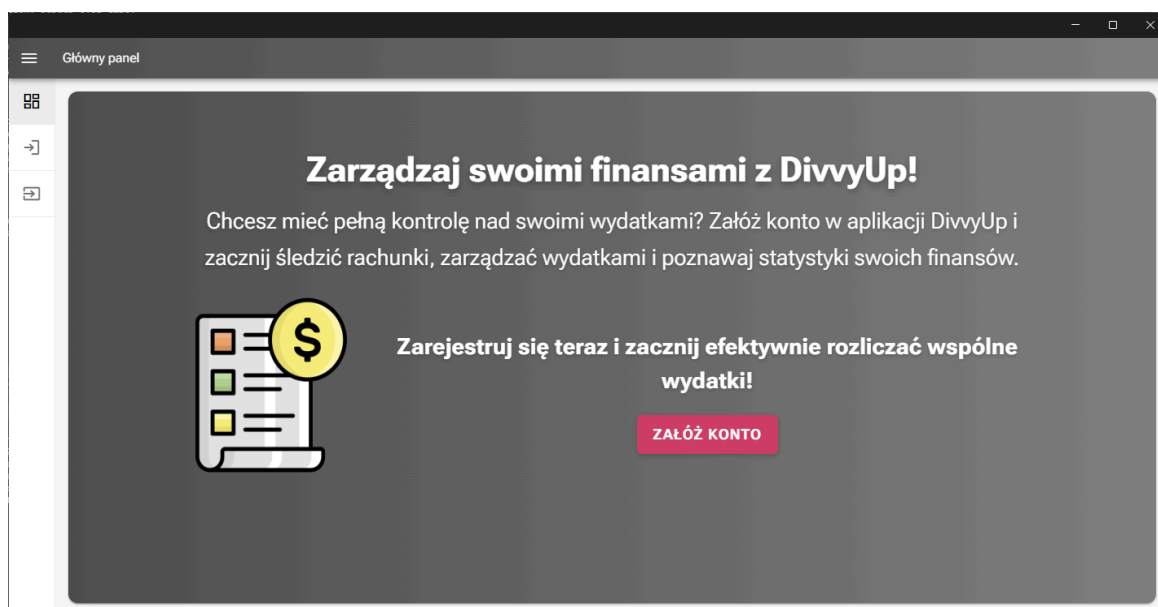 Główny panel
Zarządzaj swoimi finansami z DivvyUp!
Chcesz mieć pełną kontrolę nad swoimi wydatkami? Załóż konto w aplikacji DivvyUp i
zacznij śledzić rachunki, zarządzać wydatkami i poznawaj statystyki swoich finansów.
$
Zarejestruj się teraz i zacznij efektywnie rozliczać wspólne
wydatki!
ZAŁÓŻ KONTO